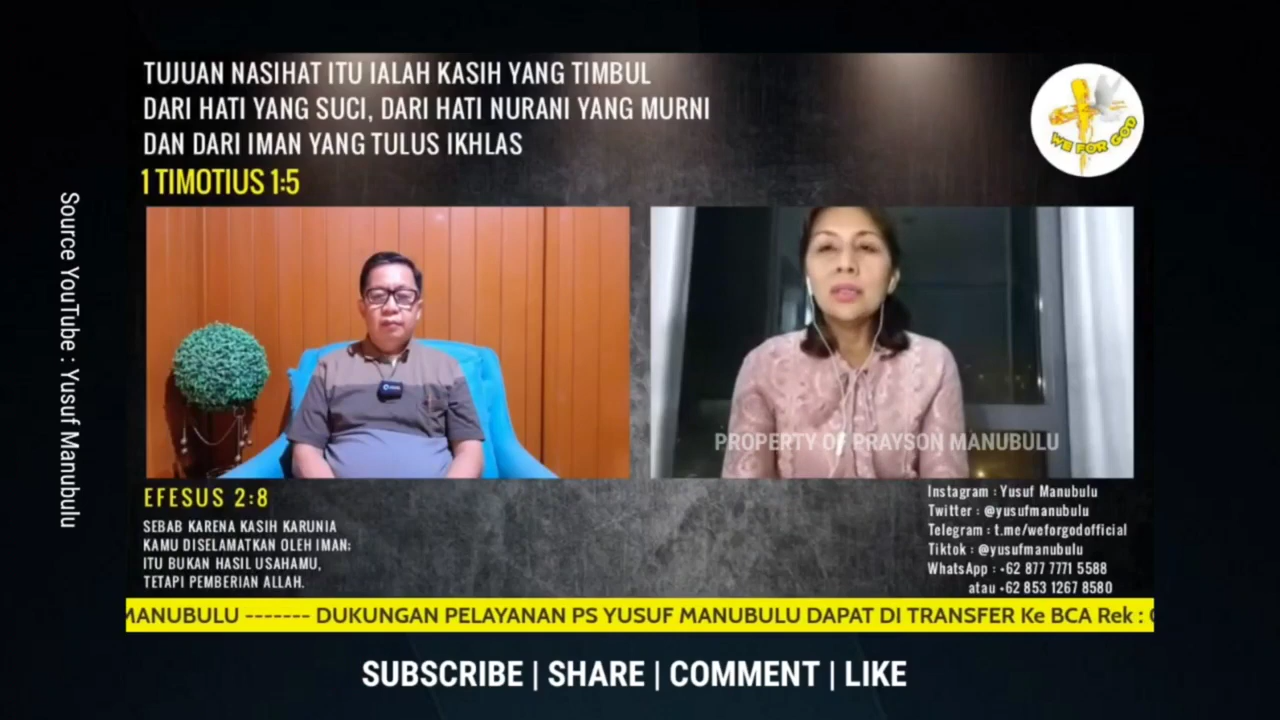 TUJUAN NASIHAT ITU IALAH KASIH YANG TIMBUL
DARI HATI YANG SUCI, DARI HATI NURANI YANG MURNI
DAN DARI IMAN YANG TULUS IKHLAS
1 TIMOTIUS 1:5
WE FOR GOD
Source YouTube : Yusuf Manubulu
PROPERTY OF PRAYSON MANUBULU
EFESUS 2:8
SEBAB KARENA KASIH KARUNIA
KAMU DISELAMATKAN OLEH IMAN;
ITU BUKAN HASIL USAHAMU,
TETAPI PEMBERIAN ALLAH.
Instagram : Yusuf Manubulu
Twitter : @yusufmanubulu
Telegram : t.me/weforgodofficial
Tiktok : @yusufmanubulu
WhatsApp : +62 877 7771 5588
atau +62 853 1267 8580
MANUBULU ------- DUKUNGAN PELAYANAN PS YUSUF MANUBULU DAPAT DI TRANSFER Ke BCA Rek :
SUBSCRIBE | SHARE | COMMENT | LIKE